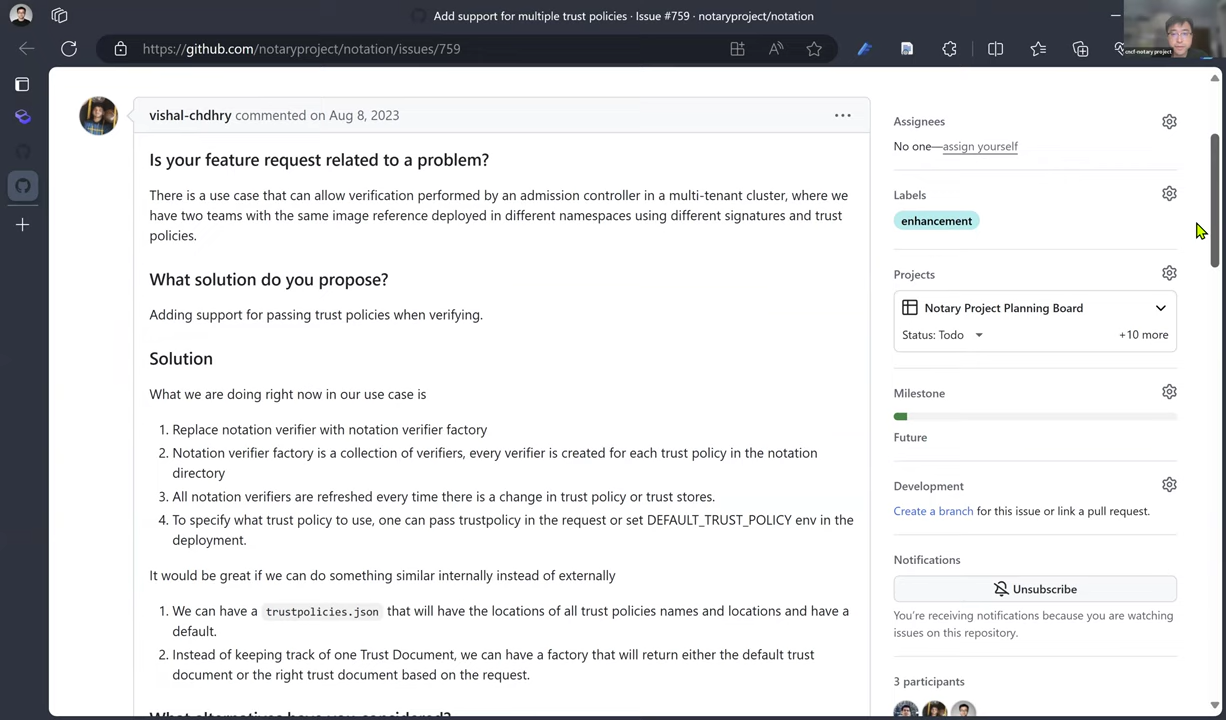 Add support for multiple trust policies · Issue #759 · notaryproject/notation
https://github.com/notaryproject/notation/issues/759
cncf-notary project
vishal-chdhry commented on Aug 8, 2023
Is your feature request related to a problem?
There is a use case that can allow verification performed by an admission controller in a multi-tenant cluster, where we
have two teams with the same image reference deployed in different namespaces using different signatures and trust
policies.
What solution do you propose?
Adding support for passing trust policies when verifying.
Solution
What we are doing right now in our use case is
1. Replace notation verifier with notation verifier factory
2. Notation verifier factory is a collection of verifiers, every verifier is created for each trust policy in the notation
directory
3. All notation verifiers are refreshed every time there is a change in trust policy or trust stores.
4. To specify what trust policy to use, one can pass trustpolicy in the request or set DEFAULT_TRUST_POLICY env in the
deployment.
It would be great if we can do something similar internally instead of externally
1. We can have a trustpolicies.json that will have the locations of all trust policies names and locations and have a
default.
2. Instead of keeping track of one Trust Document, we can have a factory that will return either the default trust
document or the right trust document based on the request.
What alternatives have you considered?
Assignees
No one—assign yourself
Labels
enhancement
Projects
Notary Project Planning Board
Status: Todo
+10 more
Milestone
Future
Development
Create a branch for this issue or link a pull request.
Notifications
Unsubscribe
You're receiving notifications because you are watching
issues on this repository.
3 participants